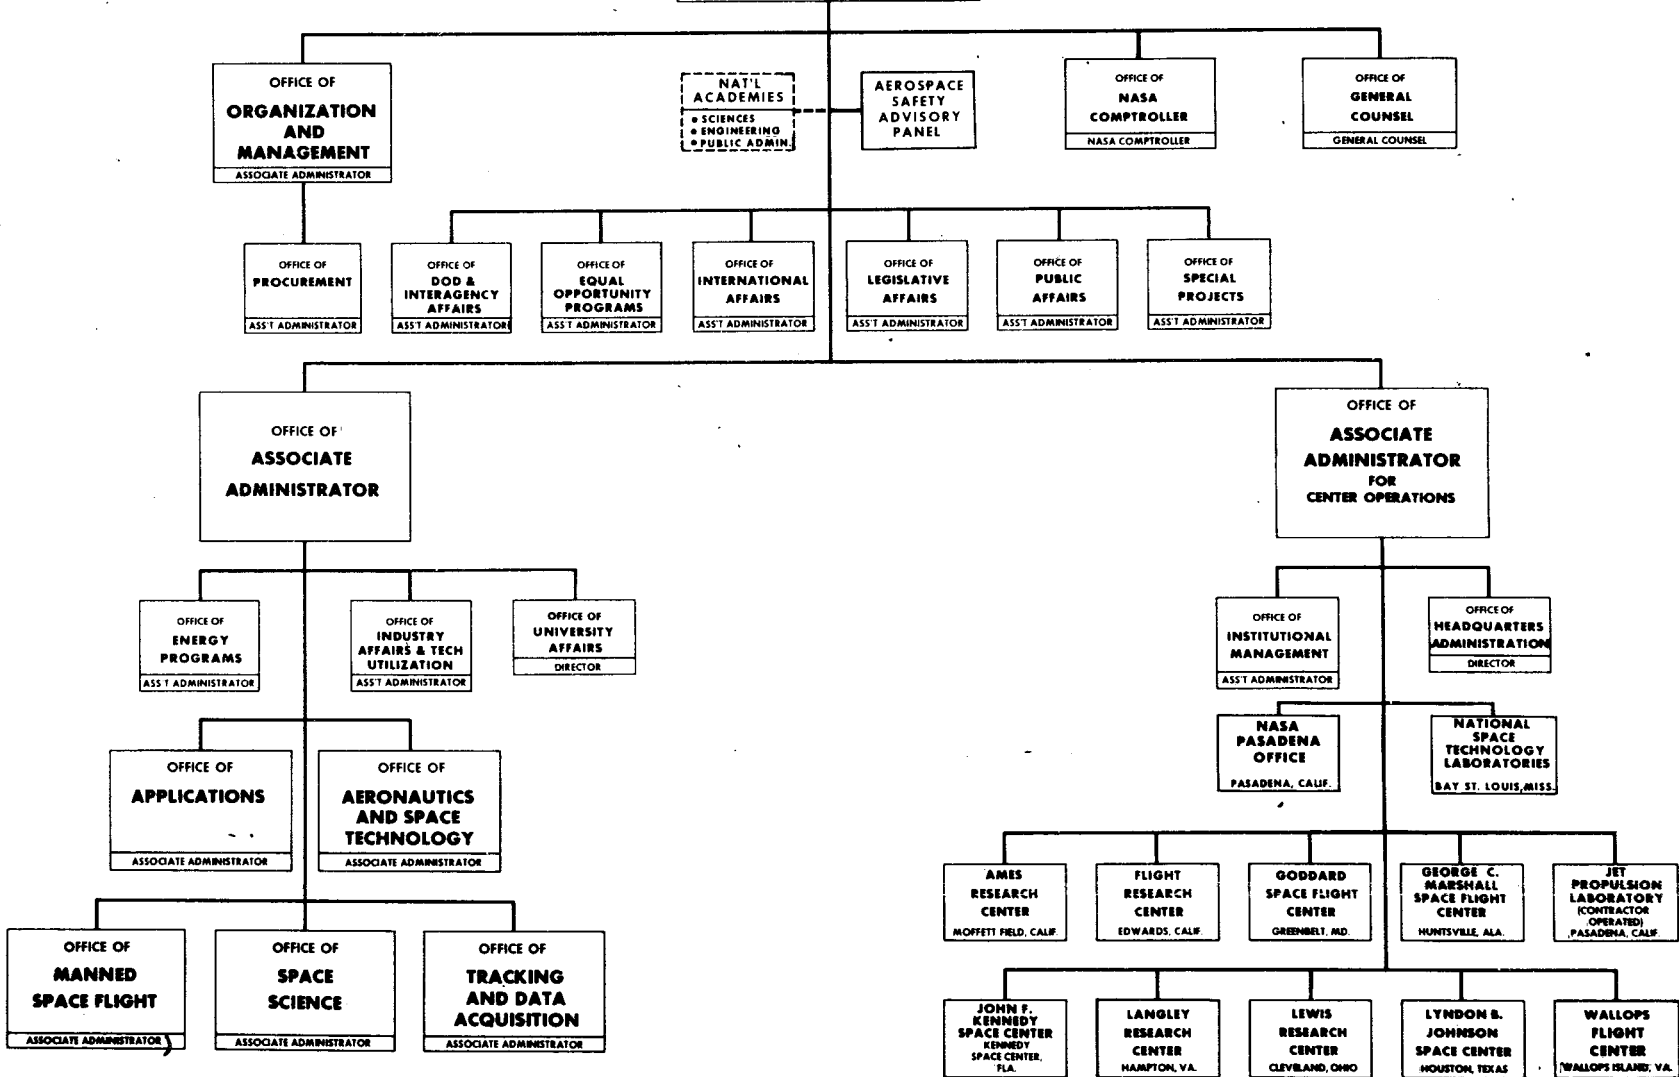 OFFICE OF
ORGANIZATION
AND
MANAGEMENT
ASSOCIATE ADMINISTRATOR
NAT'L
ACADEMIES
• SCIENCES
• ENGINEERING
• PUBLIC ADMIN.
AEROSPACE
SAFETY
ADVISORY
PANEL
OFFICE OF
NASA
COMPTROLLER
NASA COMPTROLLER
OFFICE OF
GENERAL
COUNSEL
GENERAL COUNSEL
OFFICE OF
PROCUREMENT
ASS'T ADMINISTRATOR
OFFICE OF
DOD &
INTERAGENCY
AFFAIRS
ASS'T ADMINISTRATOR
OFFICE OF
EQUAL
OPPORTUNITY
PROGRAMS
ASS'T ADMINISTRATOR
OFFICE OF
INTERNATIONAL
AFFAIRS
ASS'T ADMINISTRATOR
OFFICE OF
LEGISLATIVE
AFFAIRS
ASS'T ADMINISTRATOR
OFFICE OF
PUBLIC
AFFAIRS
ASS'T ADMINISTRATOR
OFFICE OF
SPECIAL
PROJECTS
ASS'T ADMINISTRATOR
OFFICE OF
ASSOCIATE
ADMINISTRATOR
OFFICE OF
ASSOCIATE
ADMINISTRATOR
FOR
CENTER OPERATIONS
OFFICE OF
ENERGY
PROGRAMS
ASS'T ADMINISTRATOR
OFFICE OF
INDUSTRY
AFFAIRS & TECH
UTILIZATION
ASS'T ADMINISTRATOR
OFFICE OF
UNIVERSITY
AFFAIRS
DIRECTOR
OFFICE OF
INSTITUTIONAL
MANAGEMENT
ASS'T ADMINISTRATOR
OFFICE OF
HEADQUARTERS
ADMINISTRATION
DIRECTOR
NASA
PASADENA
OFFICE
PASADENA, CALIF.
NATIONAL
SPACE
TECHNOLOGY
LABORATORIES
BAY ST. LOUIS, MISS.
OFFICE OF
APPLICATIONS
ASSOCIATE ADMINISTRATOR
OFFICE OF
AERONAUTICS
AND SPACE
TECHNOLOGY
ASSOCIATE ADMINISTRATOR
AMES
RESEARCH
CENTER
MOFFETT FIELD, CALIF.
FLIGHT
RESEARCH
CENTER
EDWARDS, CALIF.
GODDARD
SPACE FLIGHT
CENTER
GREENBELT, MD.
GEORGE C.
MARSHALL
SPACE FLIGHT
CENTER
HUNTSVILLE, ALA.
JET
PROPULSION
LABORATORY
(CONTRACTOR
OPERATED)
PASADENA, CALIF.
OFFICE OF
MANNED
SPACE FLIGHT
ASSOCIATE ADMINISTRATOR
OFFICE OF
SPACE
SCIENCE
ASSOCIATE ADMINISTRATOR
OFFICE OF
TRACKING
AND DATA
ACQUISITION
ASSOCIATE ADMINISTRATOR
JOHN F.
KENNEDY
SPACE CENTER
KENNEDY
SPACE CENTER,
FLA.
LANGLEY
RESEARCH
CENTER
HAMPTON, VA.
LEWIS
RESEARCH
CENTER
CLEVELAND, OHIO
LYNDON B.
JOHNSON
SPACE CENTER
HOUSTON, TEXAS
WALLOPS
FLIGHT
CENTER
WALLOPS ISLAND, VA.